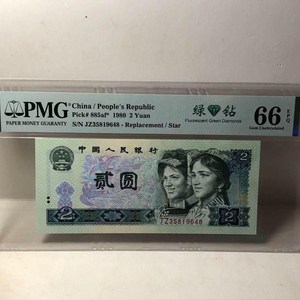 PMG
PAPER MONEY GUARANTY
China / People's Republic
Pick# 885af* 1980 2 Yuan
S/N JZ35819648 - Replacement / Star
绿 钻
Fluorescent Green Diamonds
66 EPQ
Gem Uncirculated
中国人民银行
贰圆
2
2
JZ35819648